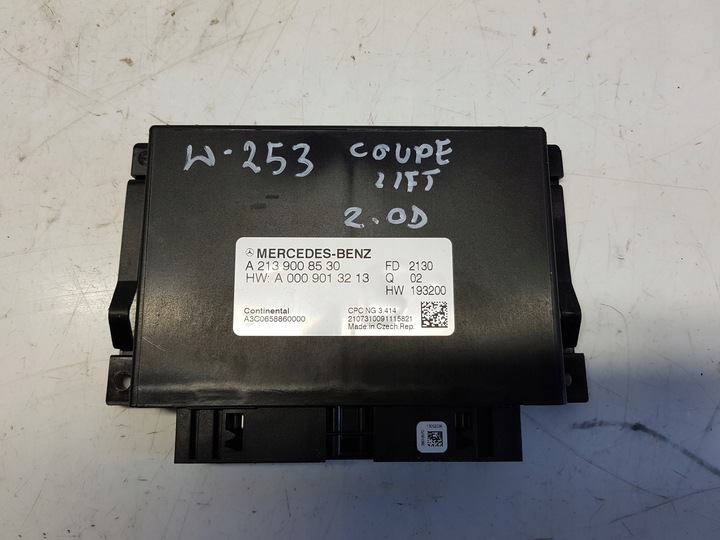 W-253 COUPE
LIFT
2.0D
MERCEDES-BENZ
A 213 900 85 30
HW: A 000 901 32 13
FD 2130
Q 02
HW 193200
Continental
A3C0658860000
CPC NG 3.414
2107310091115821
Made in Czech Rep.